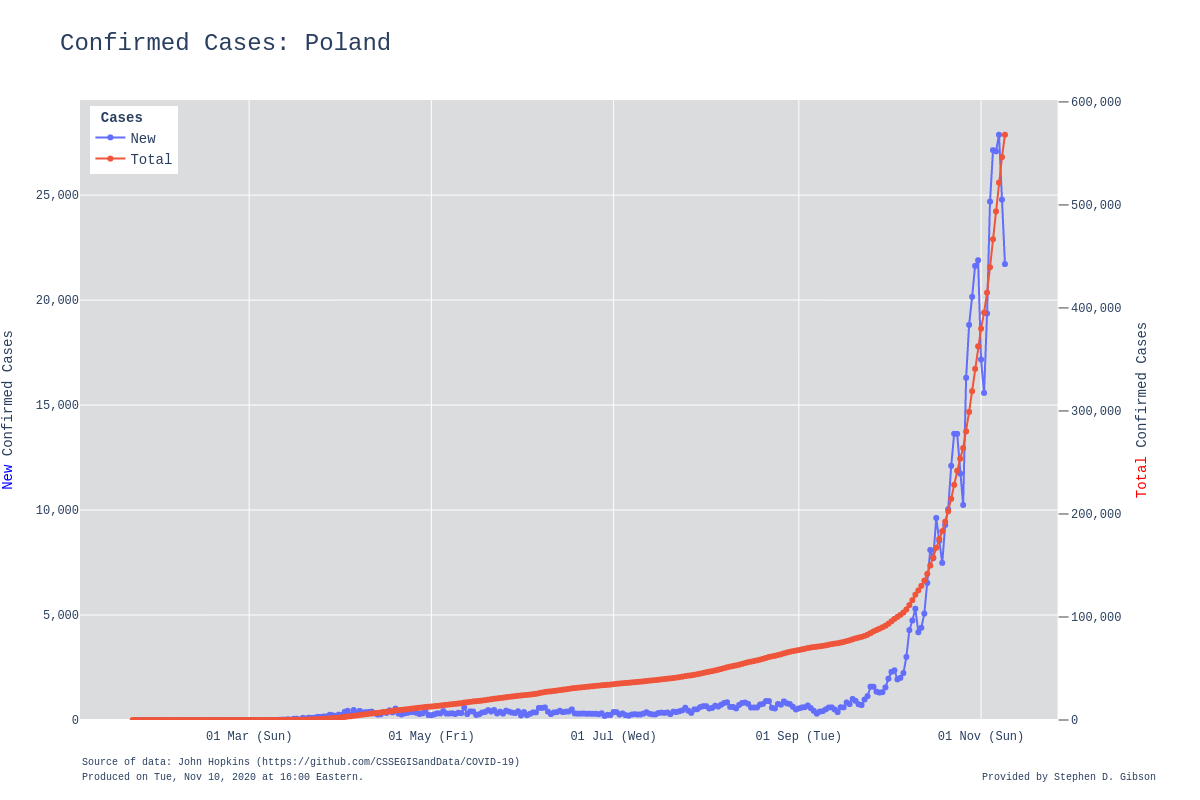 Confirmed Cases: Poland
Cases
New
Total
600,000
500,000
400,000
300,000
200,000
100,000
0
25,000
20,000
15,000
10,000
5,000
0
New Confirmed Cases
Total Confirmed Cases
01 Mar (Sun)
01 May (Fri)
01 Jul (Wed)
01 Sep (Tue)
01 Nov (Sun)
Source of data: John Hopkins (https://github.com/CSSEGISandData/COVID-19)
Produced on Tue, Nov 10, 2020 at 16:00 Eastern.
Provided by Stephen D. Gibson